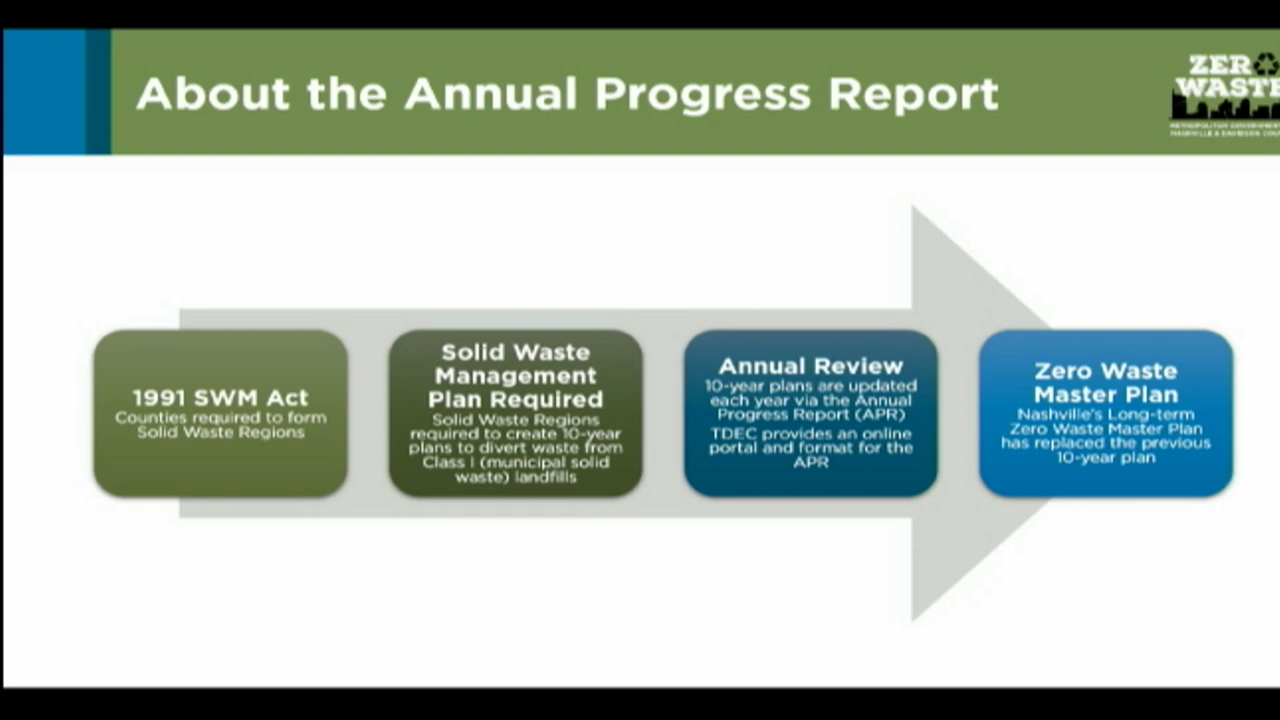 About the Annual Progress Report
ZERO
WASTE
1991 SWM Act
Counties required to form
Solid Waste Regions
Solid Waste
Management
Plan Required
Solid Waste Regions
required to create 10-year
plans to divert waste from
Class I (municipal solid
waste) landfills
Annual Review
10-year plans are updated
each year via the Annual
Progress Report (APR)
TDEC provides an online
portal and format for the
APR
Zero Waste
Master Plan
Nashville's Long-term
Zero Waste Master Plan
has replaced the previous
10-year plan